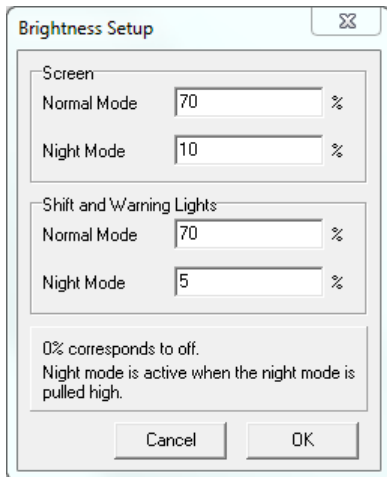 Brightness Setup
Screen
Normal Mode 70 %
Night Mode 10 %
Shift and Warning Lights
Normal Mode 70 %
Night Mode 5 %
0% corresponds to off.
Night mode is active when the night mode is
pulled high.
Cancel OK